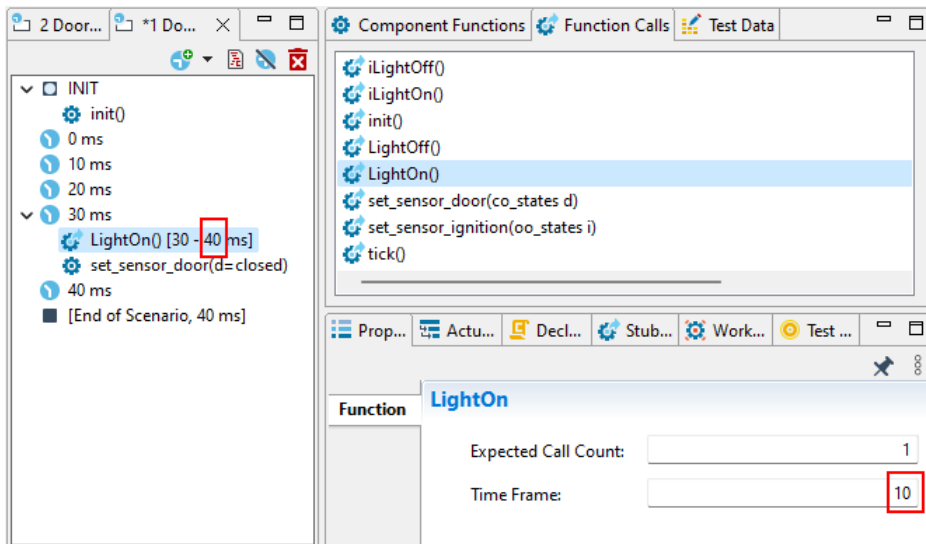 2 Door...
*1 Do...
INIT
init()
0 ms
10 ms
20 ms
30 ms
LightOn() [30 - 40 ms]
set_sensor_door(d=closed)
40 ms
[End of Scenario, 40 ms]
Component Functions
Function Calls
Test Data
iLightOff()
iLightOn()
init()
LightOff()
LightOn()
set_sensor_door(co_states d)
set_sensor_ignition(oo_states i)
tick()
Prop...
Actu...
Decl...
Stub...
Work...
Test ...
Function
LightOn
Expected Call Count: 1
Time Frame: 10